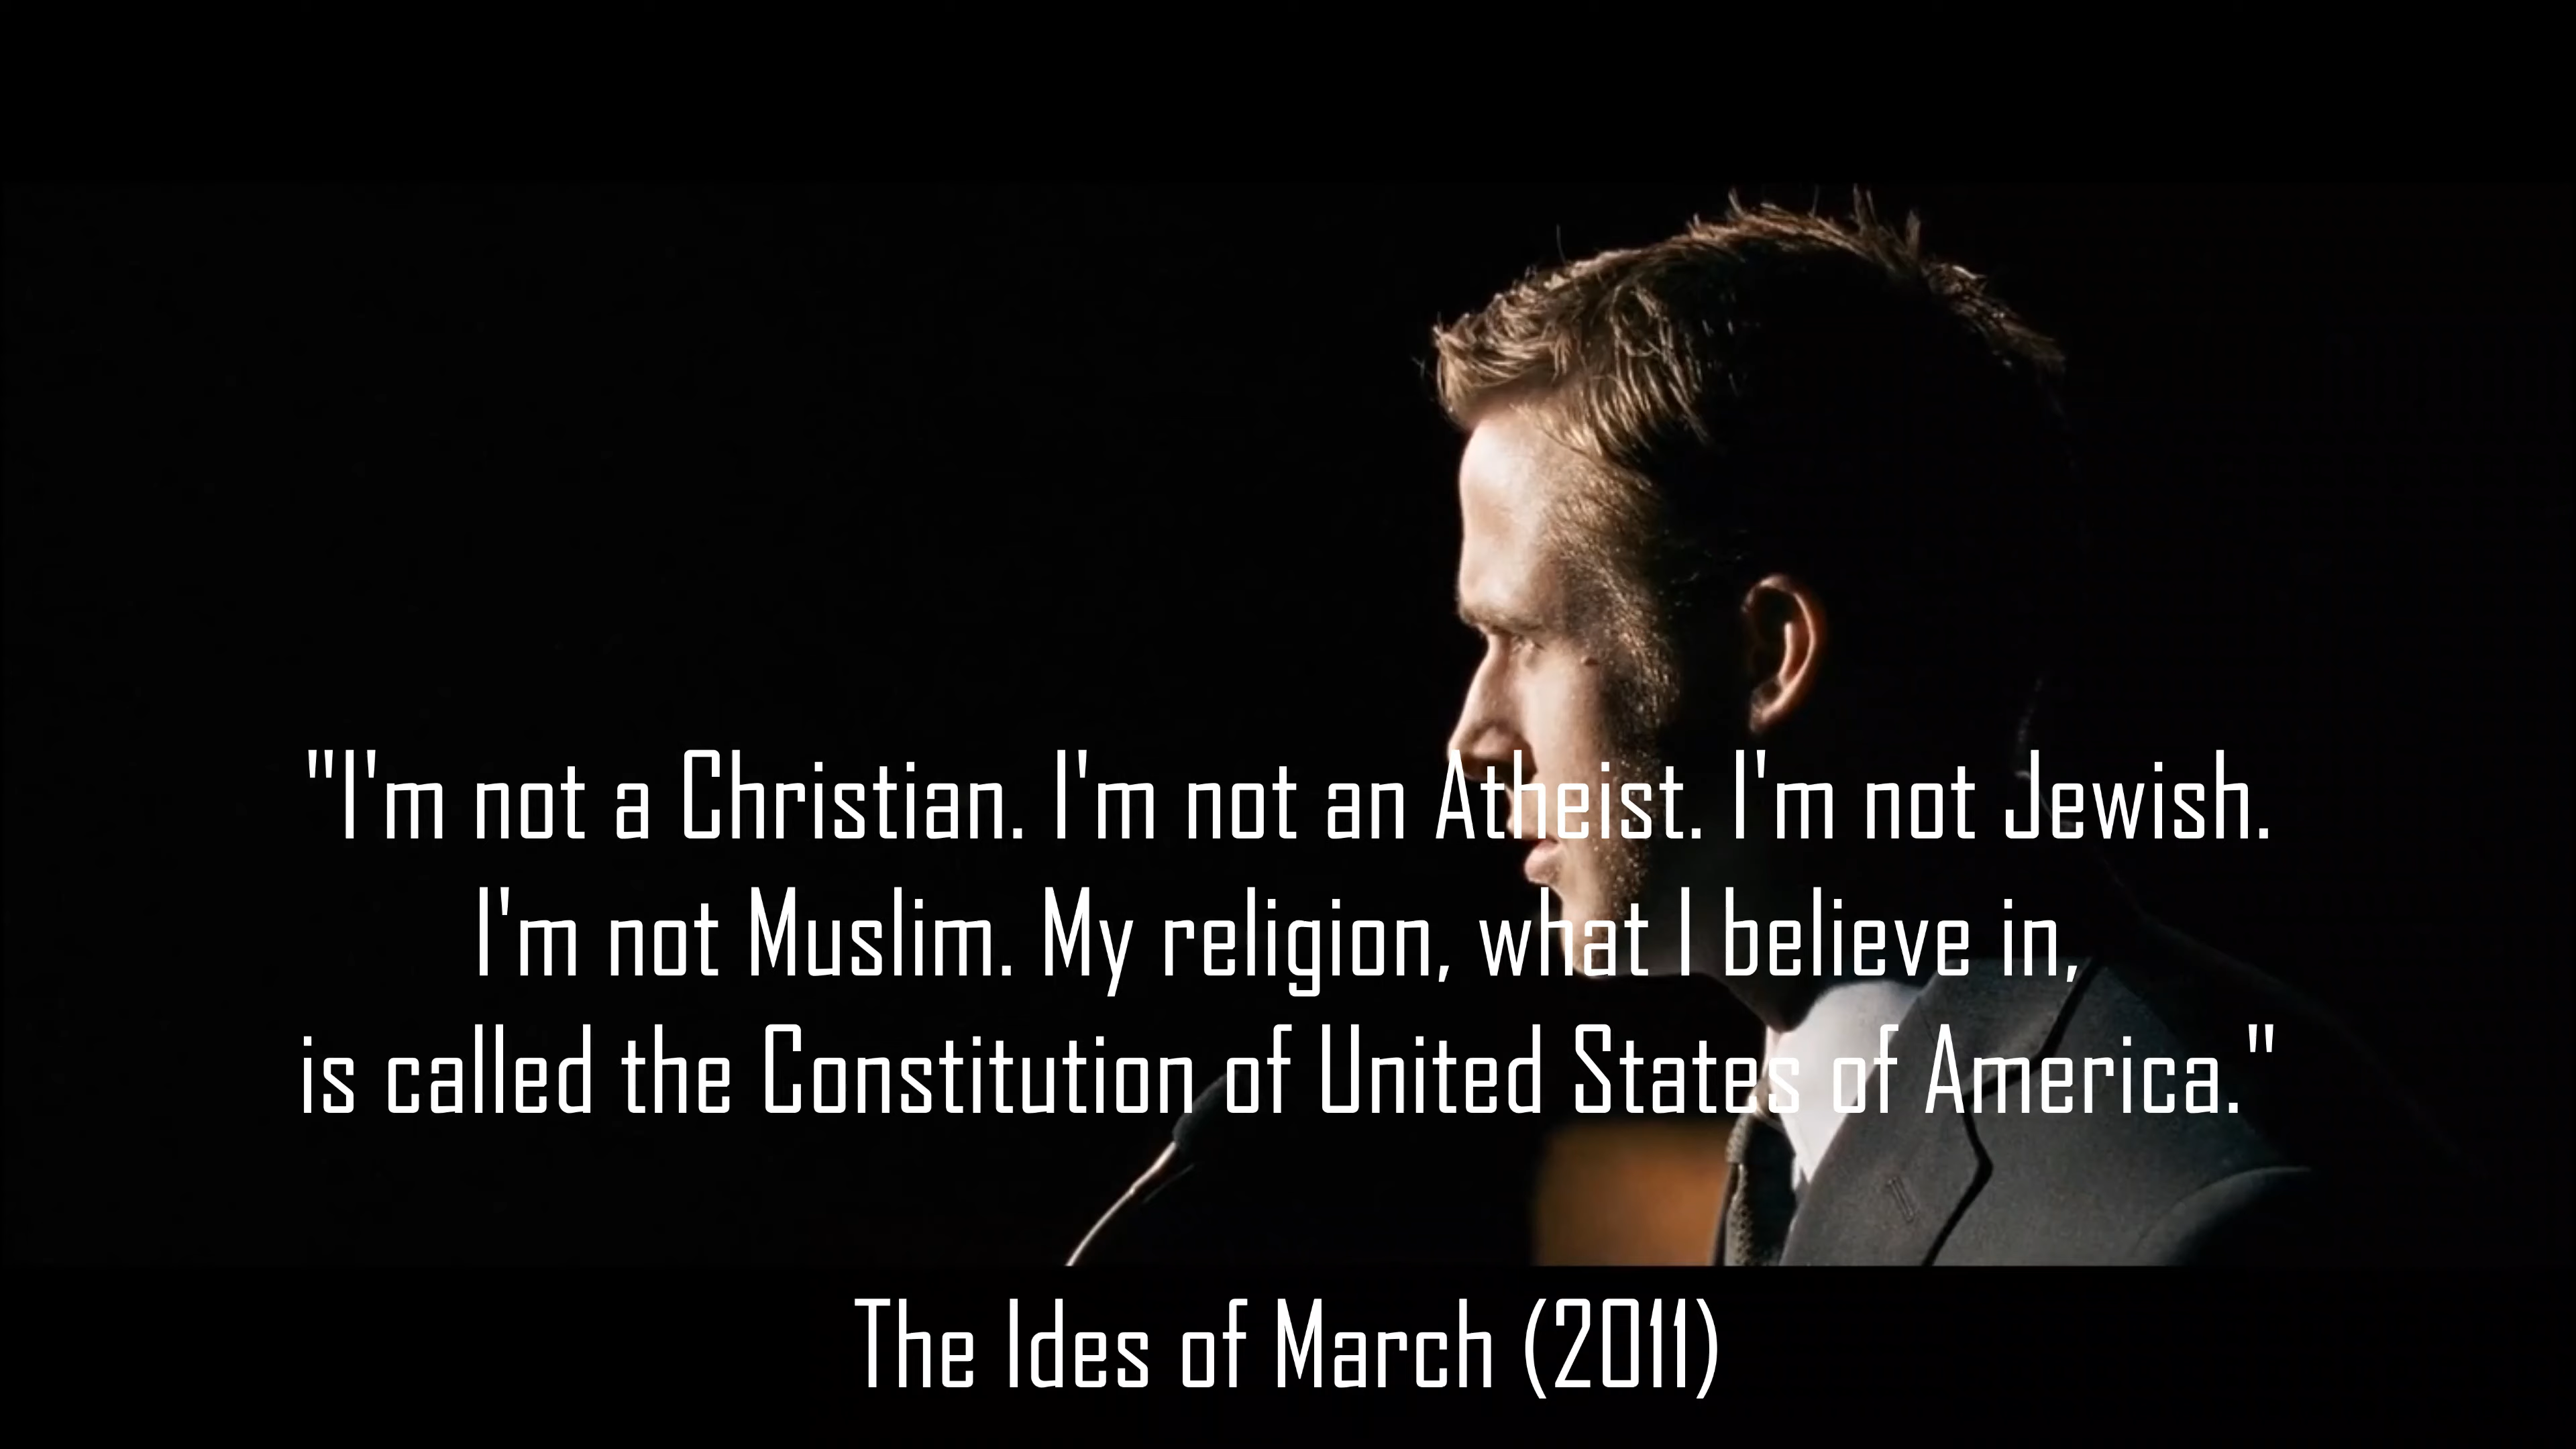 "I'm not a Christian. I'm not an Atheist. I'm not Jewish.
I'm not Muslim. My religion, what I believe in,
is called the Constitution of United States of America."
The Ides of March (2011)